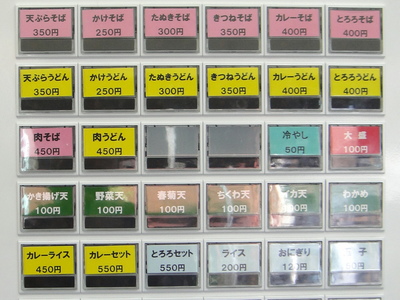 天ぷらそば
350円
かけそば
250円
たぬきそば
300円
きつねそば
350円
カレーそば
400円
とろろそば
400円
天ぷらうどん
350円
かけうどん
250円
たぬきうどん
300円
きつねうどん
350円
カレーうどん
400円
とろろうどん
400円
肉そば
450円
肉うどん
450円
冷やし
50円
大盛
100円
かき揚げ天
100円
野菜天
100円
春菊天
100円
ちくわ天
100円
イカ天
100円
わかめ
100円
カレーライス
450円
カレーセット
550円
とろろセット
550円
ライス
200円
おにぎり
120円
子